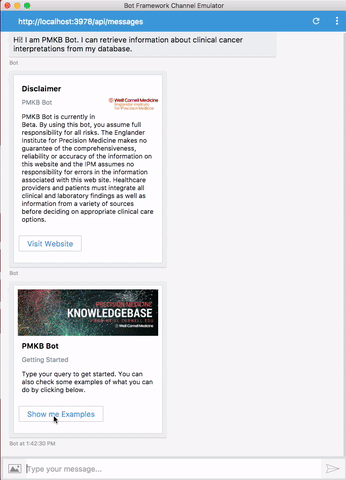 Bot Framework Channel Emulator
http://localhost:3978/api/messages
Hi! I am PMKB Bot. I can retrieve information about clinical cancer
interpretations from my database.
Bot
Disclaimer
PMKB Bot
Weill Cornell Medicine
Englander Institute
for Precision Medicine
PMKB Bot is currently in
Beta. By using this bot, you assume full
responsibility for all risks. The Englander
Institute for Precision Medicine makes no
guarantee of the comprehensiveness,
reliability or accuracy of the information on
this website and the IPM assumes no
responsibility for errors in the information
associated with this web site. Healthcare
providers and patients must integrate all
clinical and laboratory findings as well as
information from a variety of sources
before deciding on appropriate clinical care
options.
Visit Website
Bot
PRECISION MEDICINE
KNOWLEDGEBASE
Weill Cornell Medicine
PMKB Bot
Getting Started
Type your query to get started. You can
also check some examples of what you can
do by clicking below.
Show me Examples
Bot at 1:42:30 PM
Type your message...